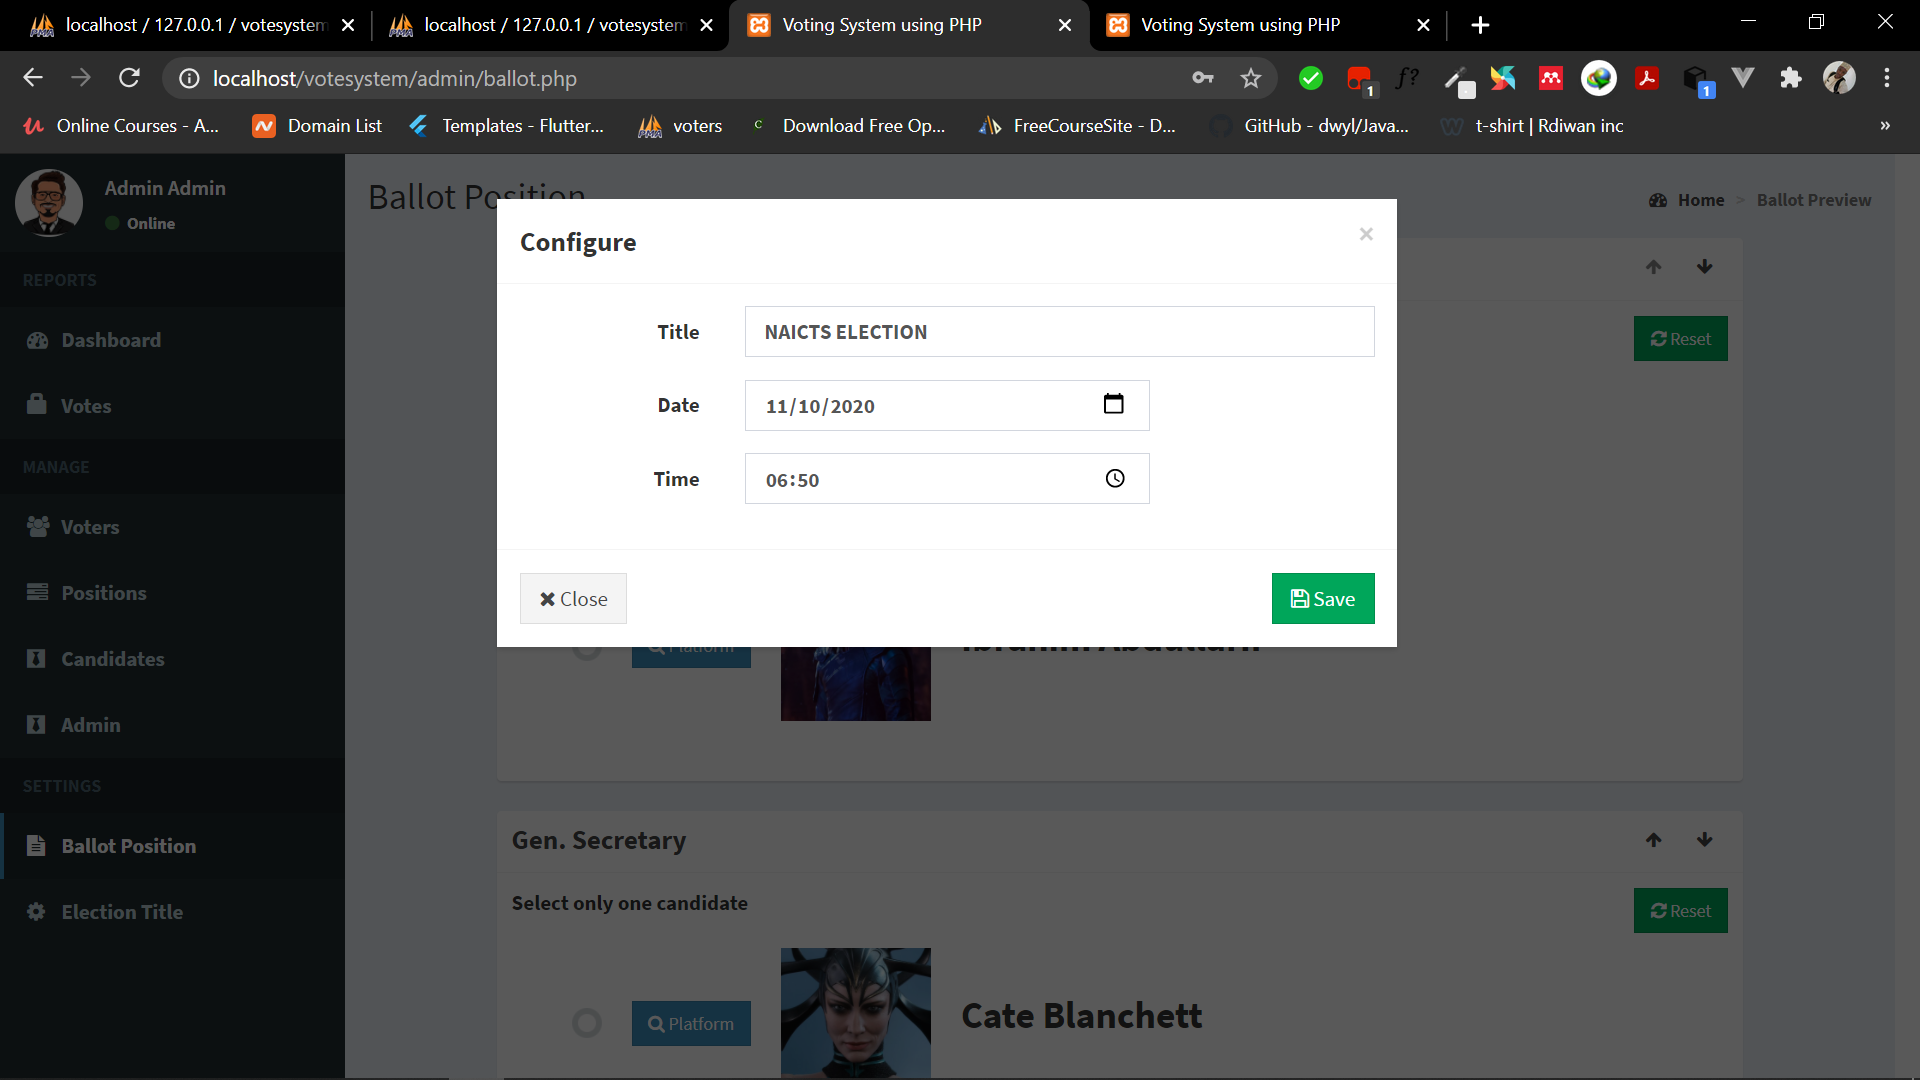 localhost / 127.0.0.1 / votesystem
localhost / 127.0.0.1 / votesystem
Voting System using PHP
Voting System using PHP
localhost/votesystem/admin/ballot.php
1
f?
1
Online Courses - A...
Domain List
Templates - Flutter...
voters
Download Free Op...
FreeCourseSite - D...
GitHub - dwyl/Java...
t-shirt | Rdiwan inc
»
Admin Admin
Online
REPORTS
Dashboard
Votes
MANAGE
Voters
Positions
Candidates
Admin
SETTINGS
Ballot Position
Election Title
Ballot Position
Home > Ballot Preview
Reset
Configure
×
Title
NAICTS ELECTION
Date
11/10/2020
Time
06:50
Close
Save
Platform
Gen. Secretary
Select only one candidate
Reset
Platform
Cate Blanchett